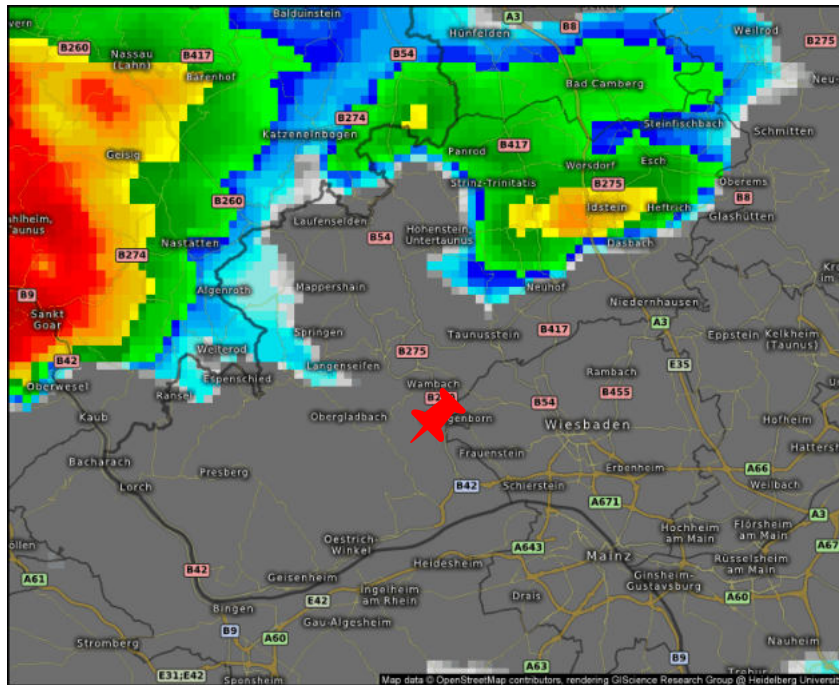 Balduinstein
A3
B8
Weilrod
B275
B260
Nassau
(Lahn)
B417
B54
Hünfelden
Bärenhof
Bad Camberg
B274
Katzenelnbogen
Steinfischbach
Schmitten
Geisig
Panrod
B417
Esch
Wörsdorf
B260
Strinz-Trinitatis
B275
Oberems
B8
Idstein
Heftrich
Glashütten
Taunus
Laufenselden
Hohenstein,
Untertaunus
B54
Dasbach
Nastätten
B274
B9
Algenroth
Mappershain
Neuhof
Niedernhausen
Sankt
Goar
Springen
Taunusstein
B417
A3
Eppstein
Kelkheim
(Taunus)
Welterod
B275
B42
Langenseifen
E35
Espenschied
Rambach
Oberwesel
Ransel
Wambach
B54
B455
Kaub
Obergladbach
Wiesbaden
Hofheim
Frauenstein
Bacharach
Erbenheim
A66
Presberg
Lorch
B42
Schierstein
Weilbach
A671
A3
Hochheim
am Main
Flörsheim
am Main
Oestrich-
Winkel
A643
Mainz
Rüsselsheim
am Main
B42
Heidesheim
A61
Geisenheim
Ginsheim-
Gustavsburg
E42
Ingelheim
am Rhein
Drais
A60
Bingen
Gau-Algesheim
B9
A60
Stromberg
Nauheim
E31;E42
Sponsheim
A63
B9
Map data © OpenStreetMap contributors, rendering GIScience Research Group @ Heidelberg Universi